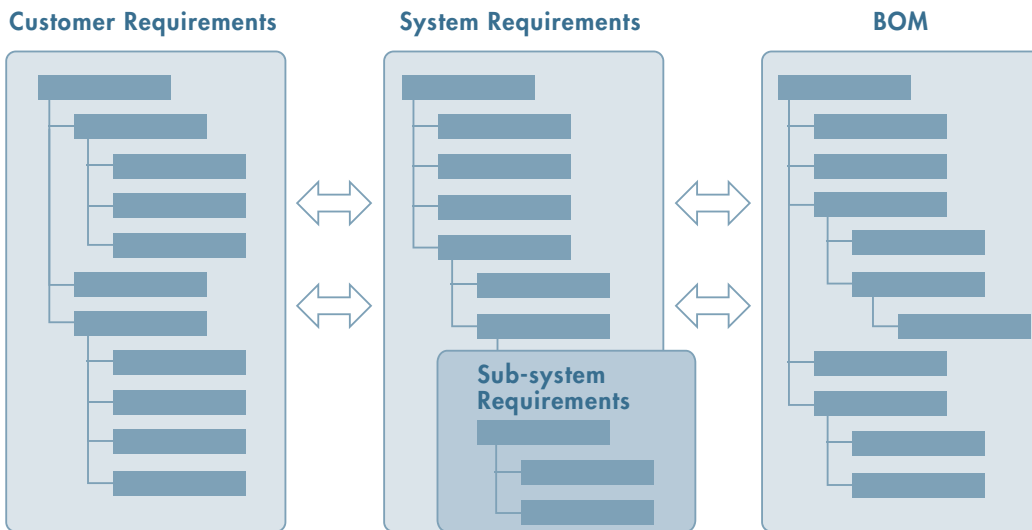 Customer Requirements
System Requirements
BOM
Sub-system
Requirements